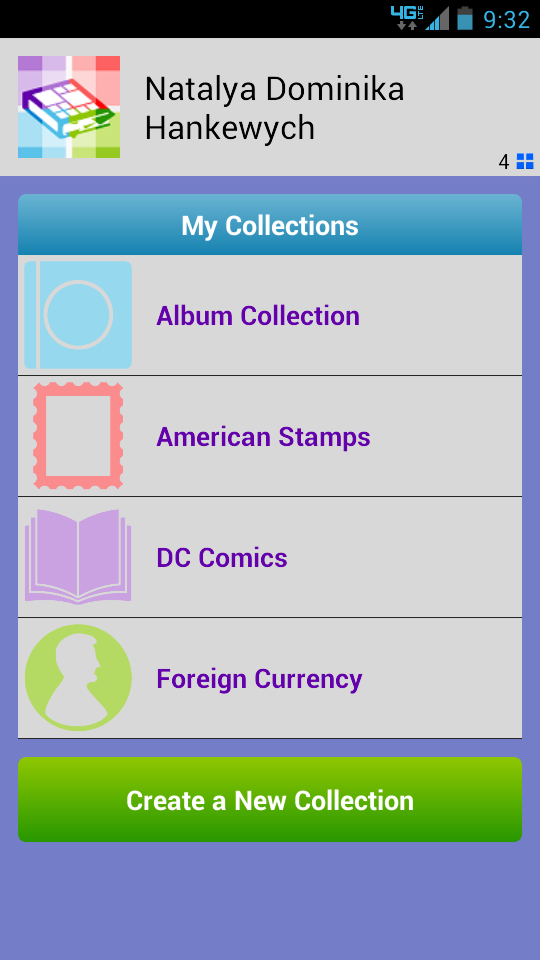 4G LTE 9:32
Natalya Dominika
Hankewych
4
My Collections
Album Collection
American Stamps
DC Comics
Foreign Currency
Create a New Collection